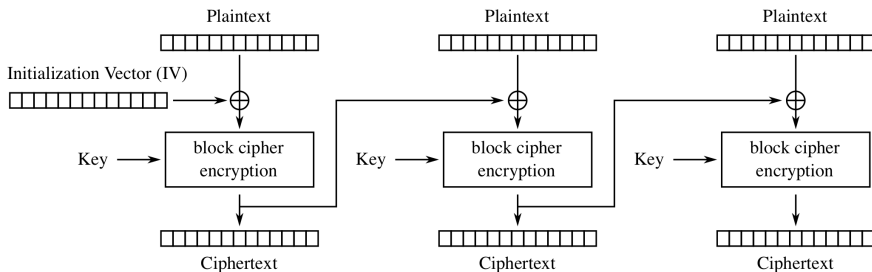 Plaintext
Plaintext
Plaintext
Initialization Vector (IV)
Key
block cipher
encryption
Key
block cipher
encryption
Key
block cipher
encryption
Ciphertext
Ciphertext
Ciphertext